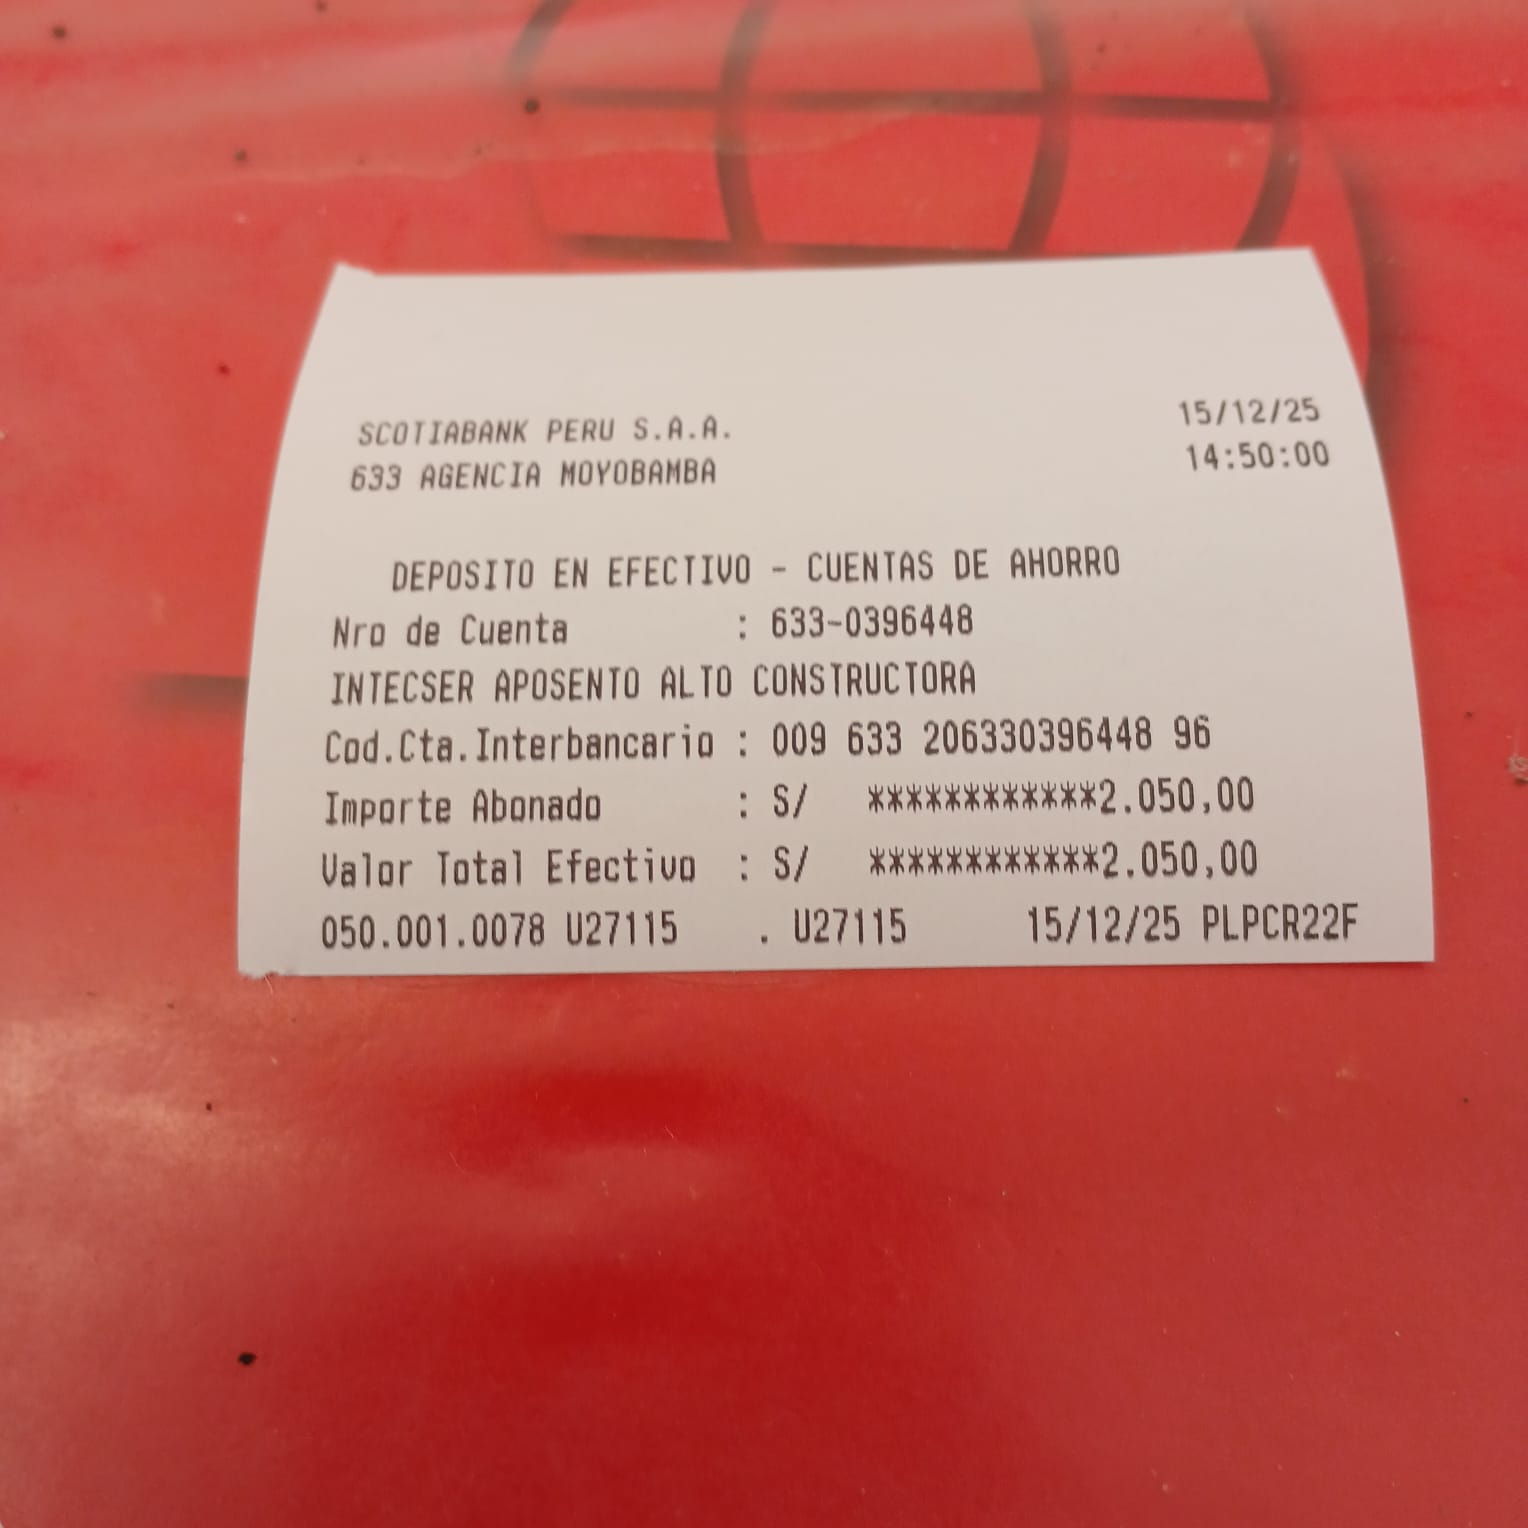 SCOTIABANK PERU S.A.A. 15/12/25
633 AGENCIA MOYOBAMBA 14:50:00
DEPOSITO EN EFECTIVO - CUENTAS DE AHORRO
Nro de Cuenta : 633-0396448
INTECSER APOSENTO ALTO CONSTRUCTORA
Cod.Cta.Interbancario : 009 633 206330396448 96
Importe Abonado : S/ ************2.050,00
Valor Total Efectivo : S/ ************2.050,00
050.001.0078 U27115 . U27115 15/12/25 PLPCR22F